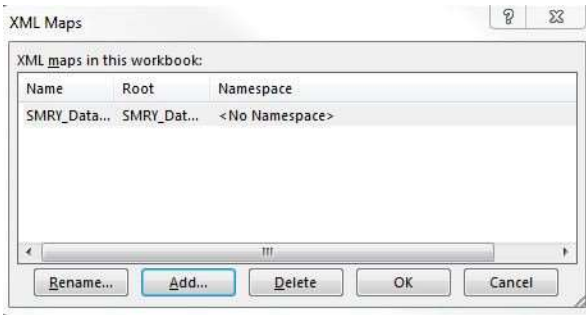 XML Maps
XML maps in this workbook:
Name Root Namespace
SMRY_Data... SMRY_Dat... <No Namespace>
Rename... Add... Delete OK Cancel